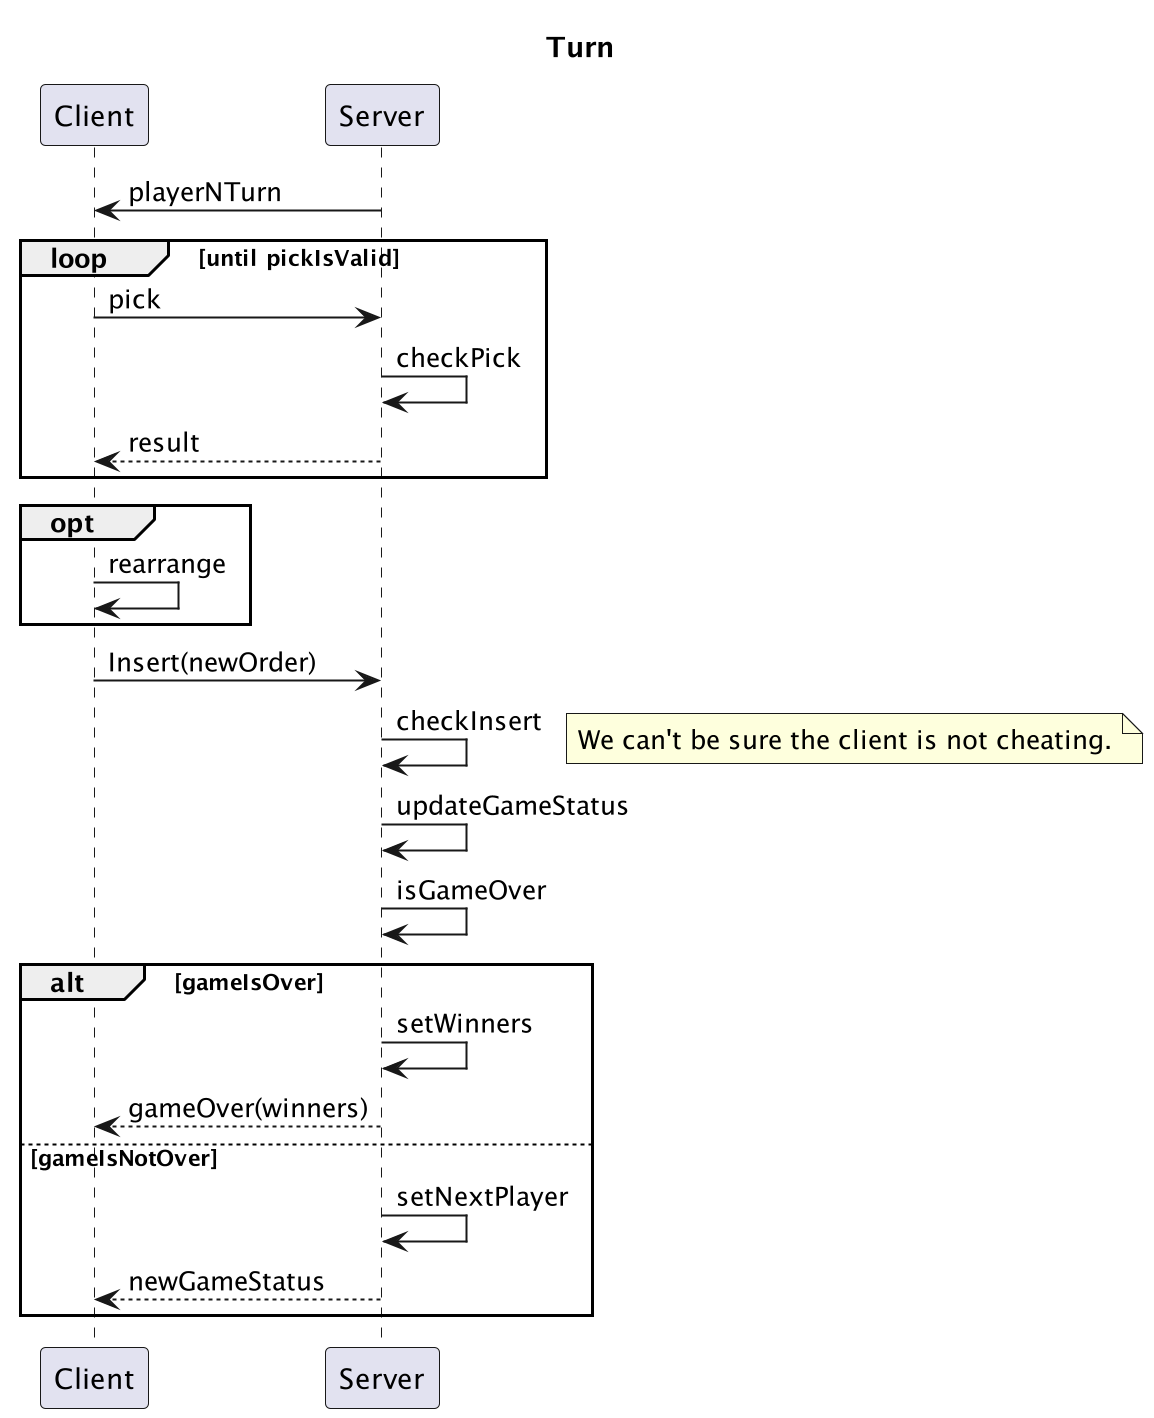 Turn
Client
Server
playerNTurn
loop
[until pickIsValid]
pick
checkPick
result
opt
rearrange
Insert(newOrder)
checkInsert
We can't be sure the client is not cheating.
updateGameStatus
isGameOver
alt
[gameIsOver]
setWinners
gameOver(winners)
[gameIsNotOver]
setNextPlayer
newGameStatus
Client
Server